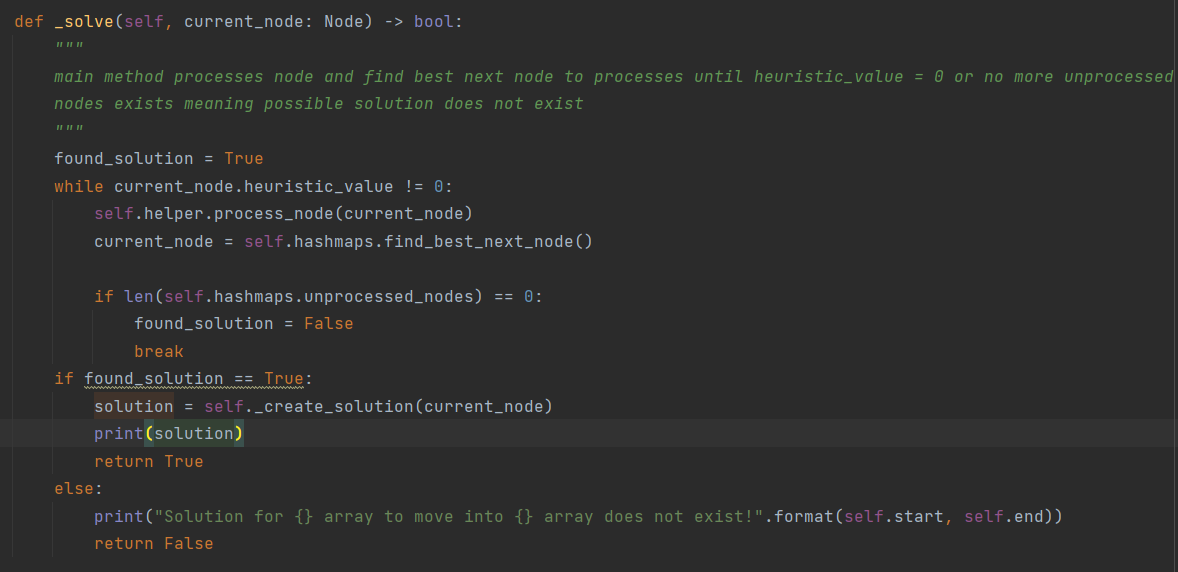 def _solve(self, current_node: Node) -> bool:
    """
    main method processes node and find best next node to processes until heuristic_value = 0 or no more unprocessed
    nodes exists meaning possible solution does not exist
    """
    found_solution = True
    while current_node.heuristic_value != 0:
        self.helper.process_node(current_node)
        current_node = self.hashmaps.find_best_next_node()

        if len(self.hashmaps.unprocessed_nodes) == 0:
            found_solution = False
            break
    if found_solution == True:
        solution = self._create_solution(current_node)
        print(solution)
        return True
    else:
        print("Solution for {} array to move into {} array does not exist!".format(self.start, self.end))
        return False